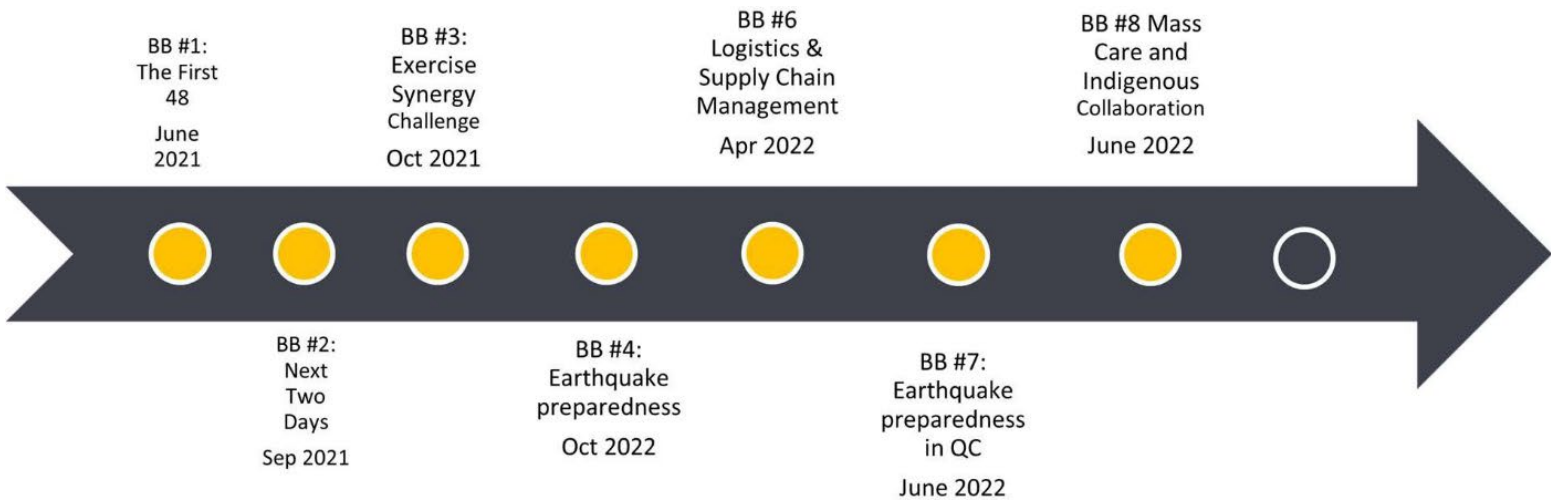 BB #1:
The First
48
June
2021
BB #2:
Next
Two
Days
Sep 2021
BB #3:
Exercise
Synergy
Challenge
Oct 2021
BB #4:
Earthquake
preparedness
Oct 2022
BB #6
Logistics &
Supply Chain
Management
Apr 2022
BB #7:
Earthquake
preparedness
in QC
June 2022
BB #8 Mass
Care and
Indigenous
Collaboration
June 2022